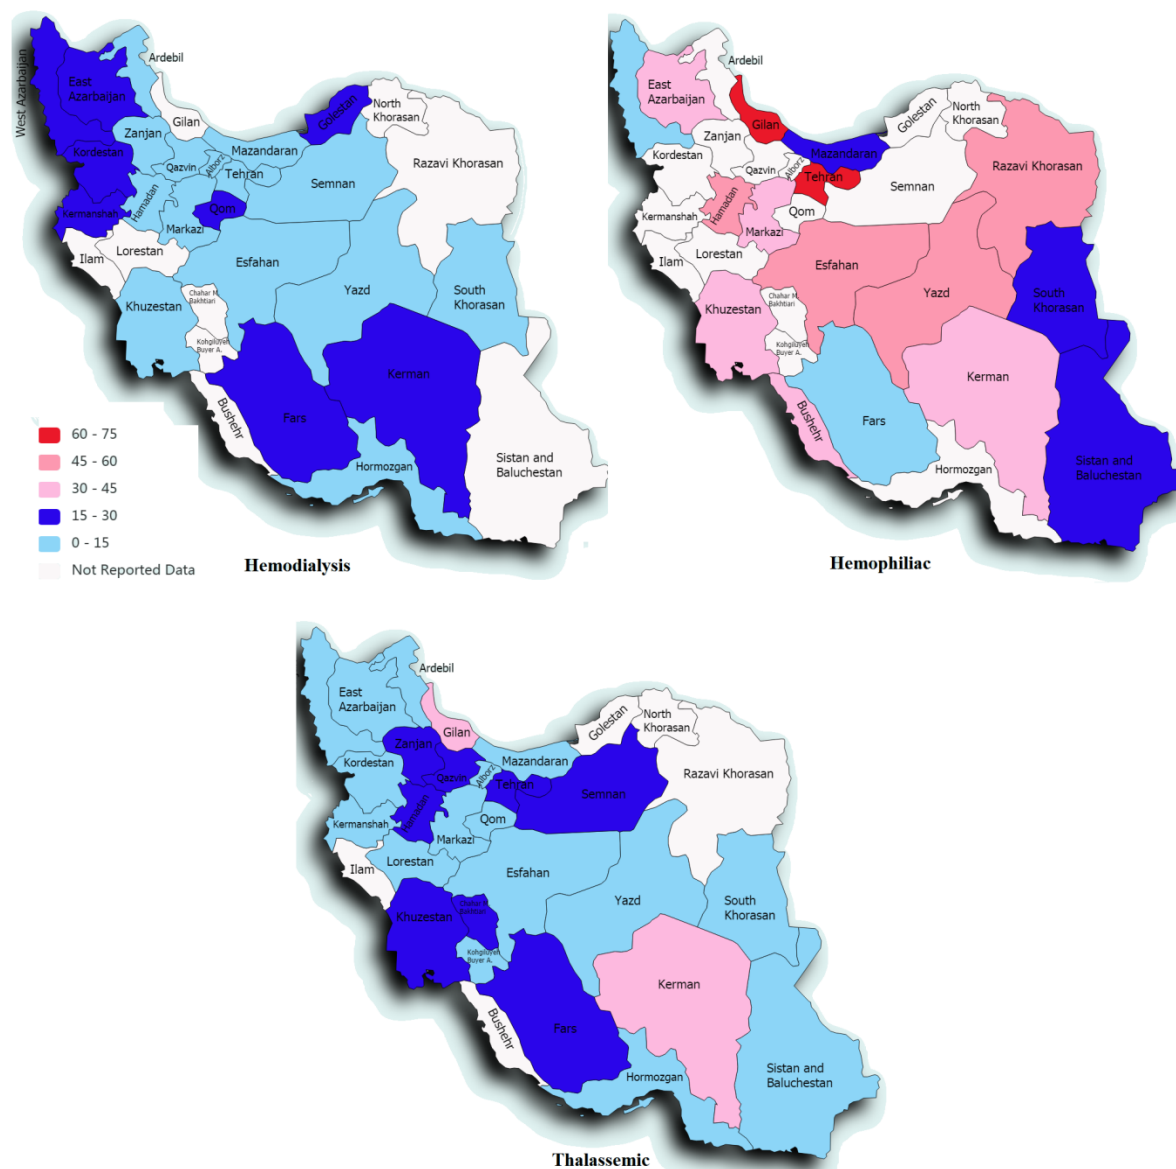 West Azarbaijan
East
Azarbaijan
Ardebil
Gilan
Zanjan
Kordestan
Qazvin
Alborz
Mazandaran
Golestan
North
Khorasan
Razavi Khorasan
Tehran
Semnan
Hamadan
Kermanshah
Markazi
Qom
Ilam
Lorestan
Esfahan
Khuzestan
Chahar M.
Bakhtiari
Yazd
South
Khorasan
Kohgiluyeh
Buyer A.
Kerman
Bushehr
Fars
Hormozgan
Sistan and
Baluchestan
60 - 75
45 - 60
30 - 45
15 - 30
0 - 15
Not Reported Data
Hemodialysis
East
Azarbaijan
Ardebil
Gilan
Zanjan
Kordestan
Qazvin
Alborz
Mazandaran
Golestan
North
Khorasan
Razavi Khorasan
Tehran
Semnan
Hamadan
Kermanshah
Markazi
Qom
Ilam
Lorestan
Esfahan
Khuzestan
Chahar M.
Bakhtiari
Yazd
South
Khorasan
Kohgiluyeh
Buyer A.
Kerman
Bushehr
Fars
Hormozgan
Sistan and
Baluchestan
Hemophiliac
East
Azarbaijan
Ardebil
Gilan
Zanjan
Kordestan
Qazvin
Alborz
Mazandaran
Golestan
North
Khorasan
Razavi Khorasan
Tehran
Semnan
Hamadan
Kermanshah
Markazi
Qom
Ilam
Lorestan
Esfahan
Khuzestan
Chahar M.
Bakhtiari
Yazd
South
Khorasan
Kohgiluyeh
Buyer A.
Kerman
Bushehr
Fars
Hormozgan
Sistan and
Baluchestan
Thalassemic